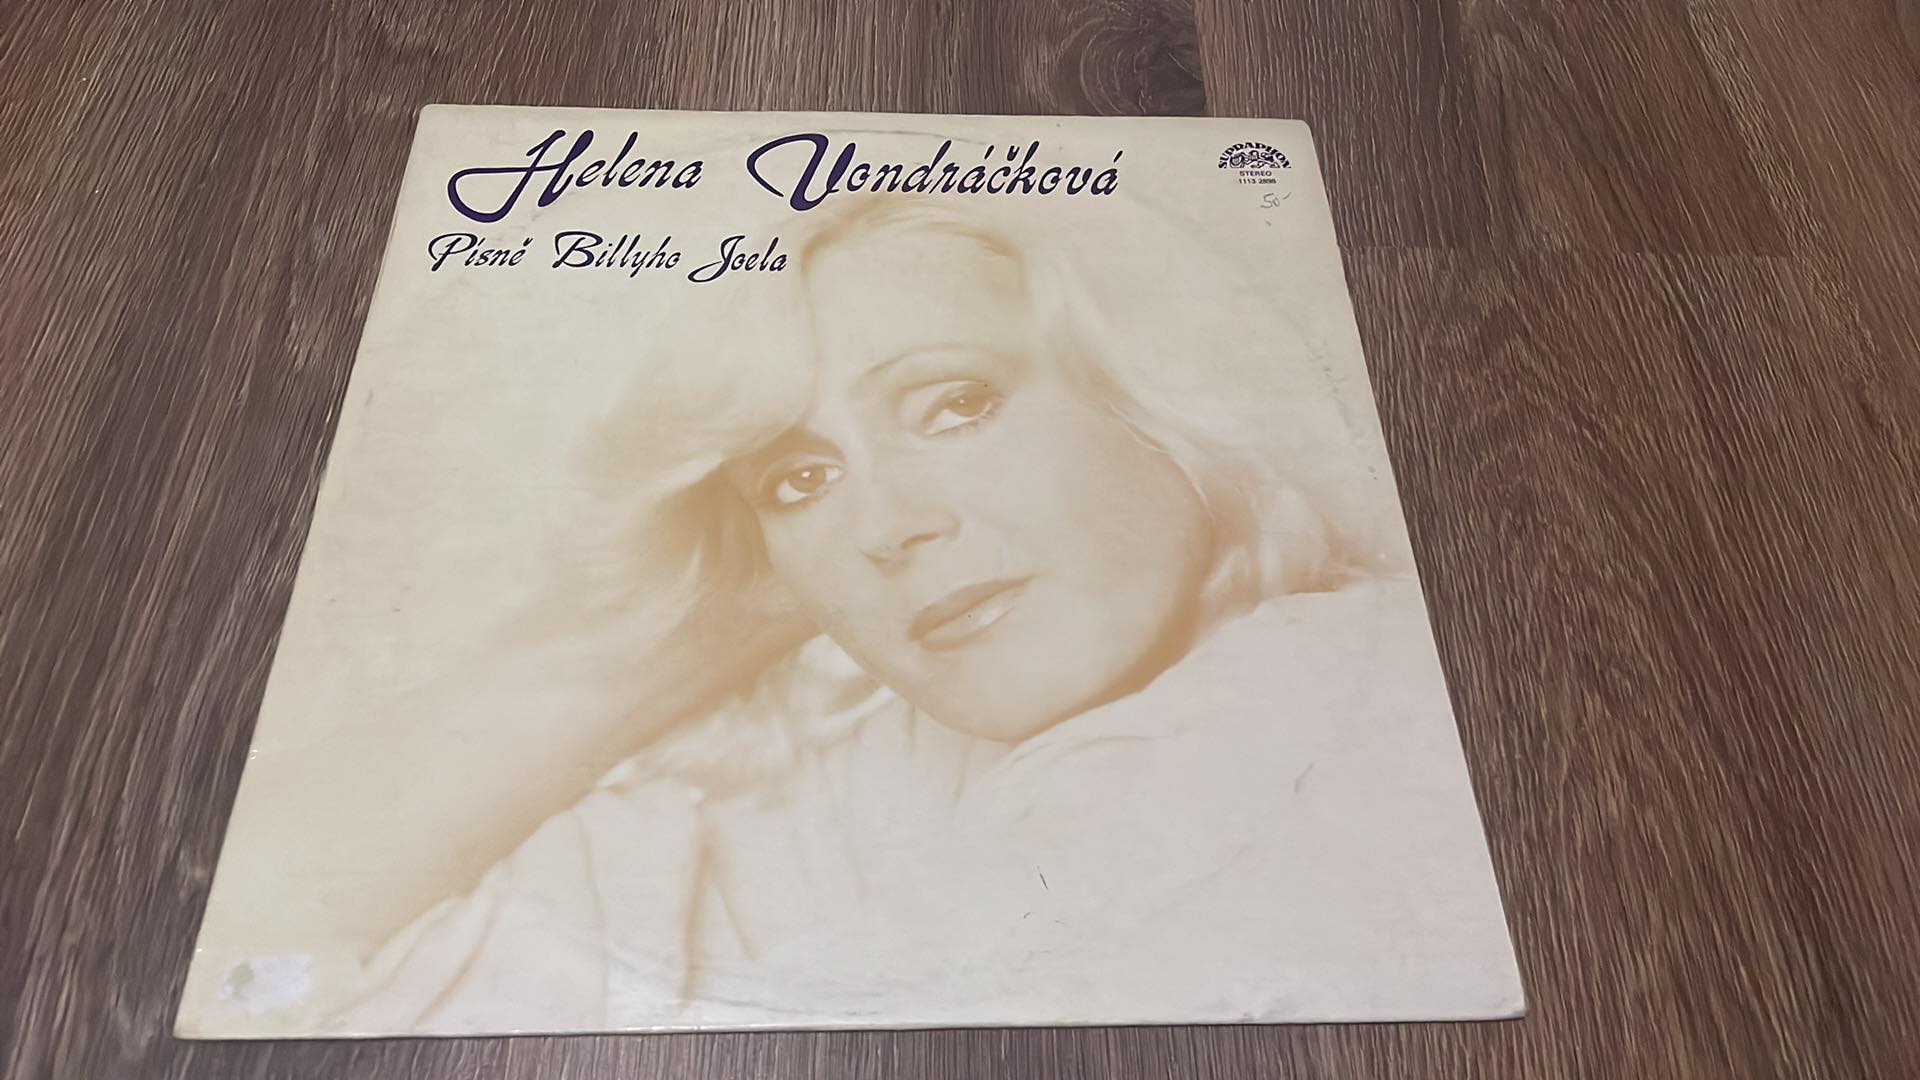 Helena Vondráčková
Písně Billyho Joela
SUPRAPHON
STEREO
1113 2898
50-